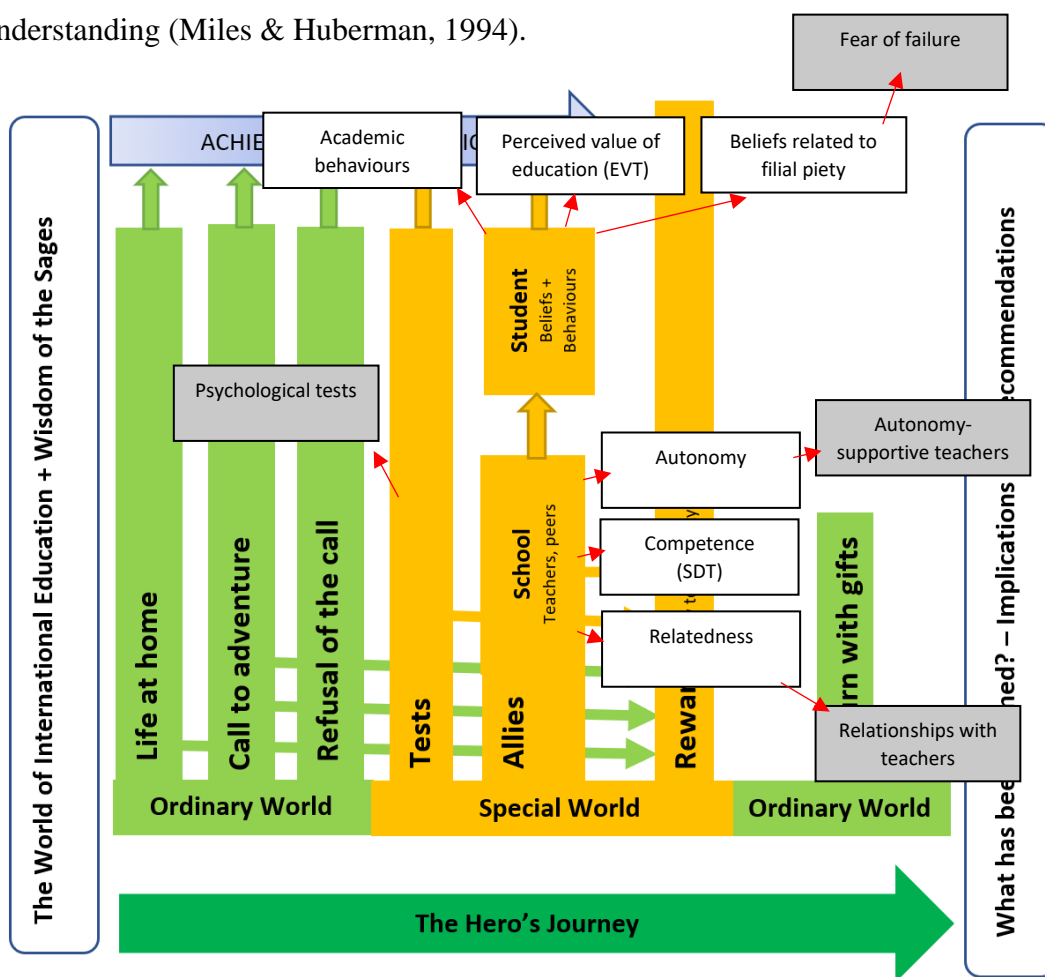 nderstanding (Miles & Huberman, 1994).
Fear of failure
ACHIE
Academic
behaviours
Perceived value of
education (EVT)
Beliefs related to
filial piety
The World of International Education + Wisdom of the Sages
Student
Beliefs +
Behaviours
Psychological tests
Autonomy
Autonomy-
supportive teachers
Competence
(SDT)
Relatedness
Relationships with
teachers
Life at home
Call to adventure
Refusal of the call
Tests
Allies
School
Teachers, peers
Rewar
urn with gifts
What has bee ned? – Implications ecommendations
Ordinary World
Special World
Ordinary World
The Hero's Journey